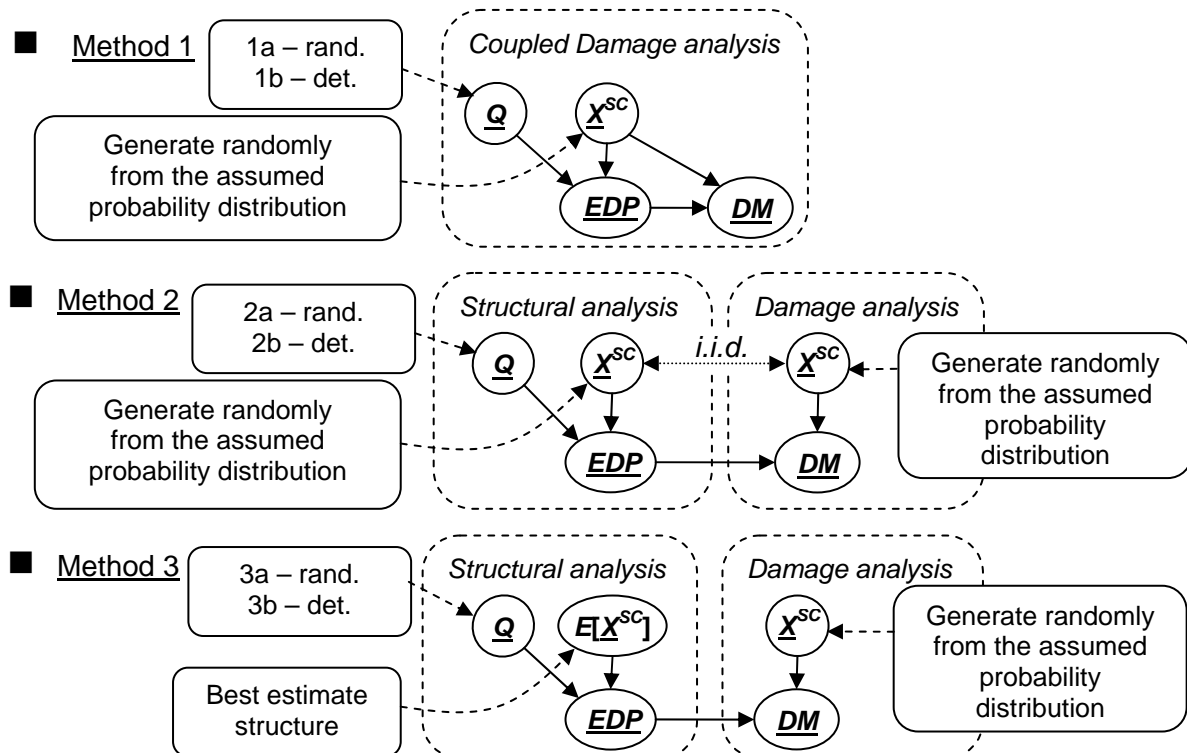 ■ Method 1
1a – rand.
1b – det.
Generate randomly
from the assumed
probability distribution
Coupled Damage analysis
Q
X^SC
EDP
DM
■ Method 2
2a – rand.
2b – det.
Generate randomly
from the assumed
probability distribution
Structural analysis
Q
X^SC
EDP
i.i.d.
Damage analysis
X^SC
DM
Generate randomly
from the assumed
probability
distribution
■ Method 3
3a – rand.
3b – det.
Best estimate
structure
Structural analysis
Q
E[X^SC]
EDP
Damage analysis
X^SC
DM
Generate randomly
from the assumed
probability
distribution